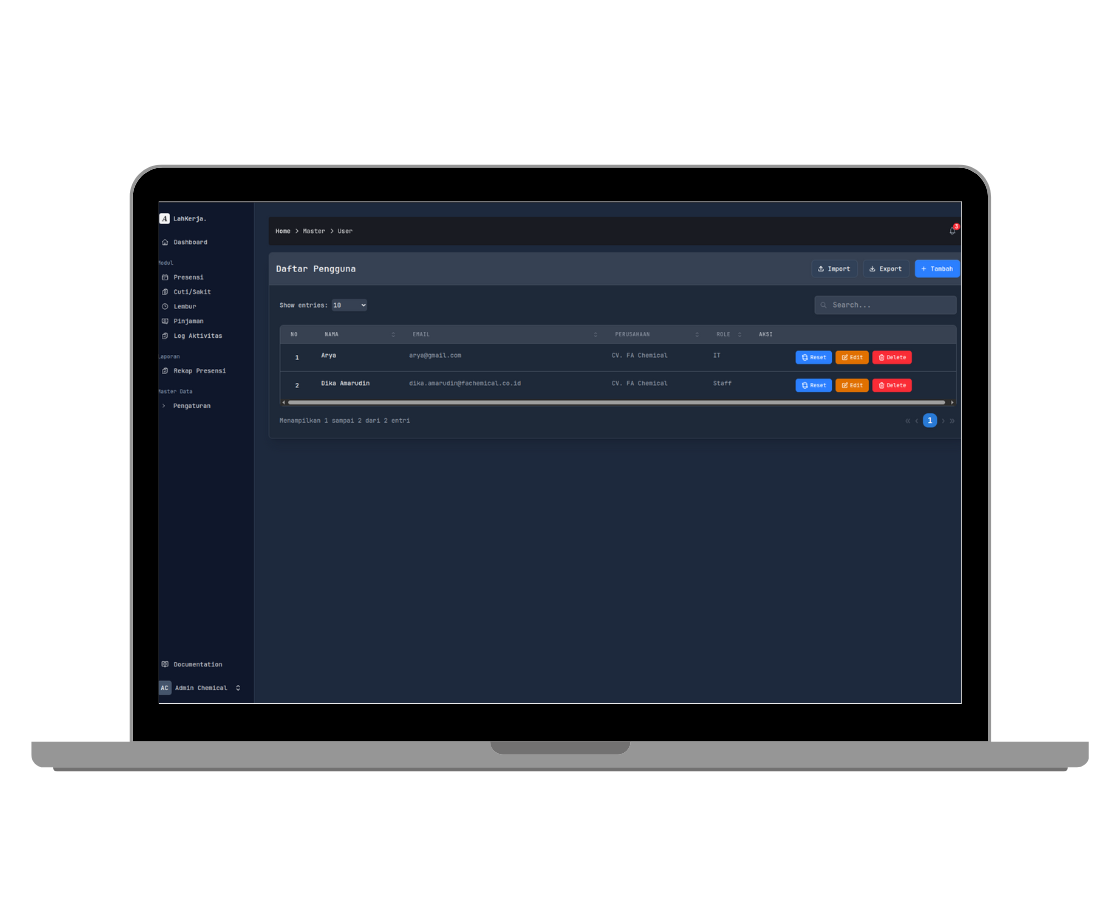 A LahKerja.
Dashboard
Modul
Presensi
Cuti/Sakit
Lembur
Pinjaman
Log Aktivitas
Laporan
Rekap Presensi
Master Data
Pengaturan
Documentation
AC Admin Chemical
Home > Master > User
3
Daftar Pengguna
Import Export + Tambah
Show entries: 10
Search...
NO NAMA EMAIL PERUSAHAAN ROLE AKSI
1 Arya arya@gmail.com CV. FA Chemical IT Reset Edit Delete
2 Dika Amarudin dika.amarudin@fachemical.co.id CV. FA Chemical Staff Reset Edit Delete
Menampilkan 1 sampai 2 dari 2 entri
« ‹ 1 › »